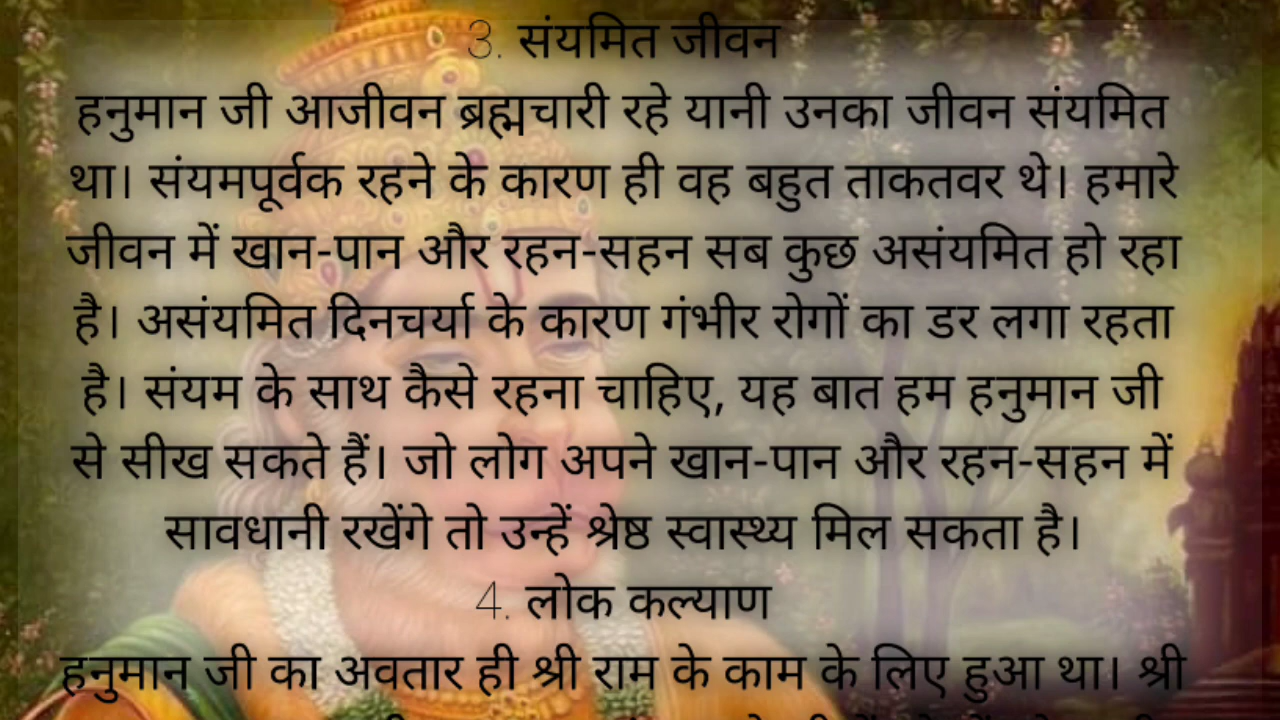 3. संयमित जीवन
हनुमान जी आजीवन ब्रह्मचारी रहे यानी उनका जीवन संयमित
था। संयमपूर्वक रहने के कारण ही वह बहुत ताकतवर थे। हमारे
जीवन में खान-पान और रहन-सहन सब कुछ असंयमित हो रहा
है। असंयमित दिनचर्या के कारण गंभीर रोगों का डर लगा रहता
है। संयम के साथ कैसे रहना चाहिए, यह बात हम हनुमान जी
से सीख सकते हैं। जो लोग अपने खान-पान और रहन-सहन में
सावधानी रखेंगे तो उन्हें श्रेष्ठ स्वास्थ्य मिल सकता है।
4. लोक कल्याण
हनुमान जी का अवतार ही श्री राम के काम के लिए हुआ था। श्री